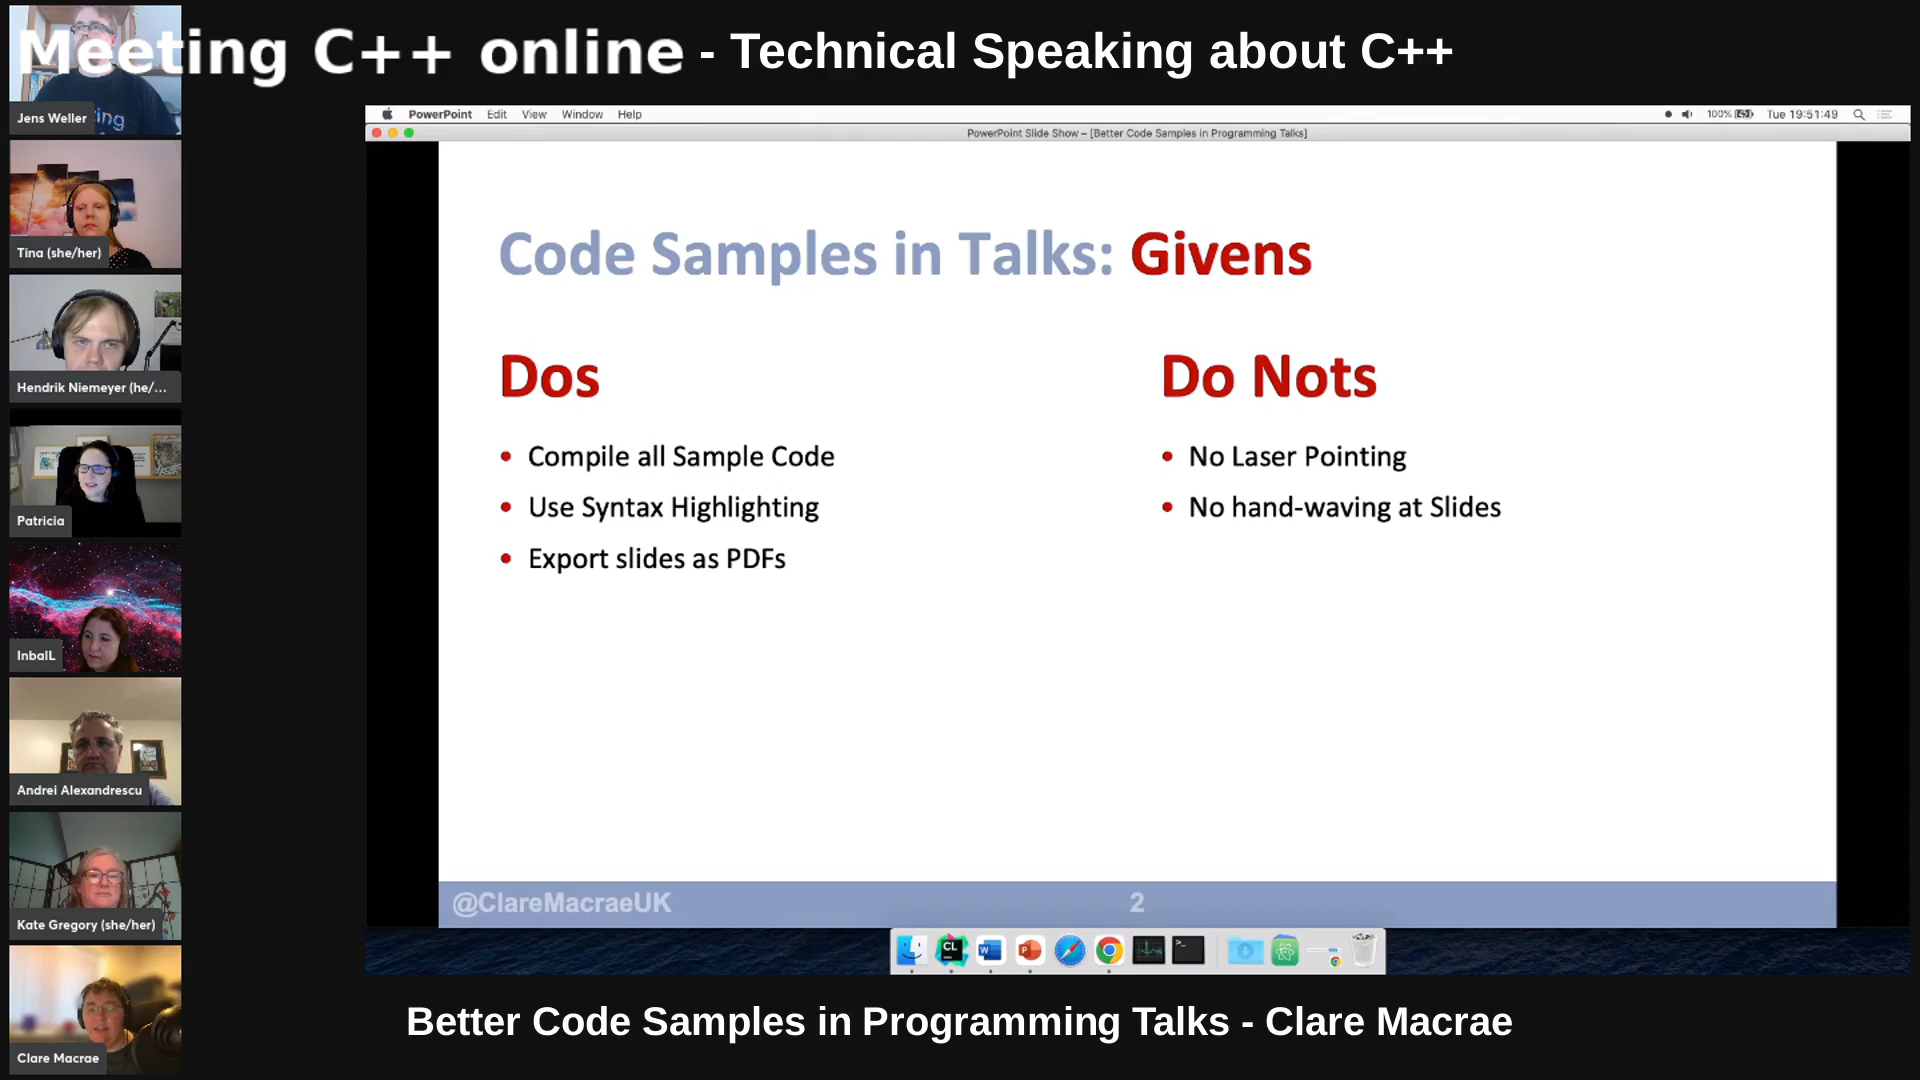 Meeting C++ online - Technical Speaking about C++
Jens Weller
ing
Tina (she/her)
Hendrik Niemeyer (he/...
Patricia
InbalL
Andrei Alexandrescu
Kate Gregory (she/her)
Clare Macrae
PowerPoint Edit View Window Help
100% Tue 19:51:49
PowerPoint Slide Show – [Better Code Samples in Programming Talks]
Code Samples in Talks: Givens
Dos
• Compile all Sample Code
• Use Syntax Highlighting
• Export slides as PDFs
Do Nots
• No Laser Pointing
• No hand-waving at Slides
@ClareMacraeUK
2
CL
W
P
>_
Better Code Samples in Programming Talks - Clare Macrae